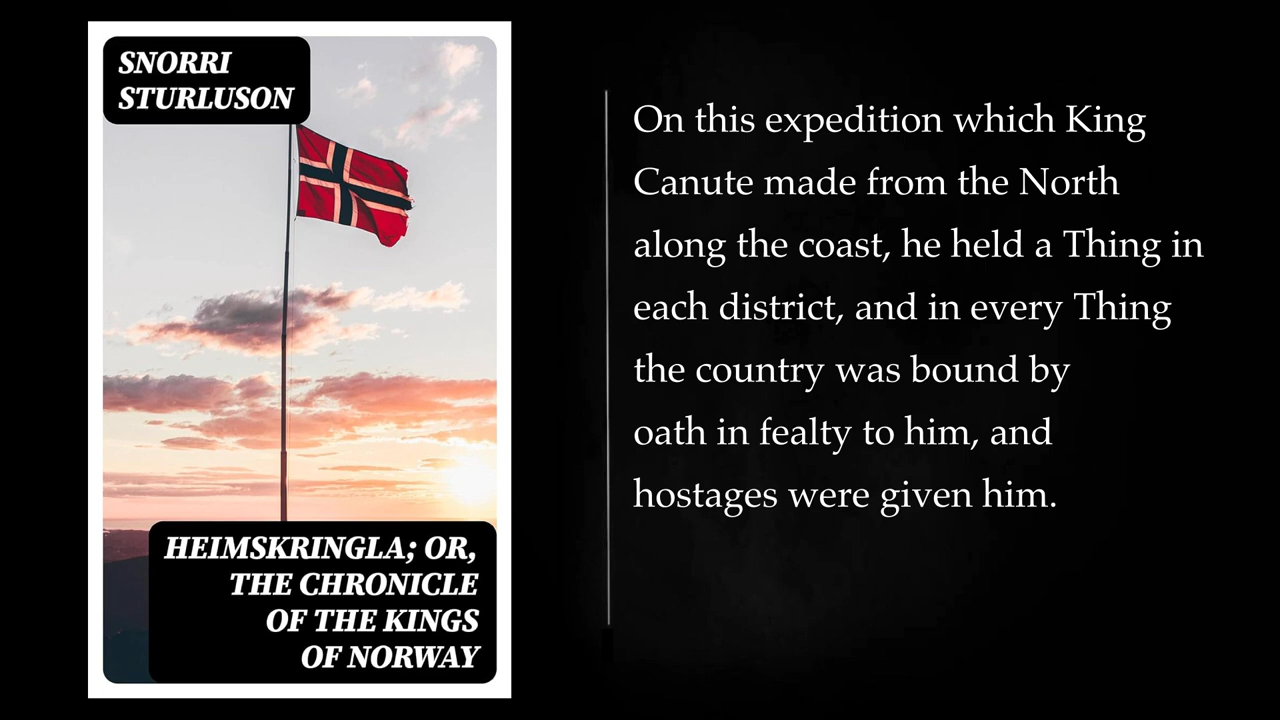 SNORRI
STURLUSON
HEIMSKRINGLA; OR,
THE CHRONICLE
OF THE KINGS
OF NORWAY
On this expedition which King
Canute made from the North
along the coast, he held a Thing in
each district, and in every Thing
the country was bound by
oath in fealty to him, and
hostages were given him.